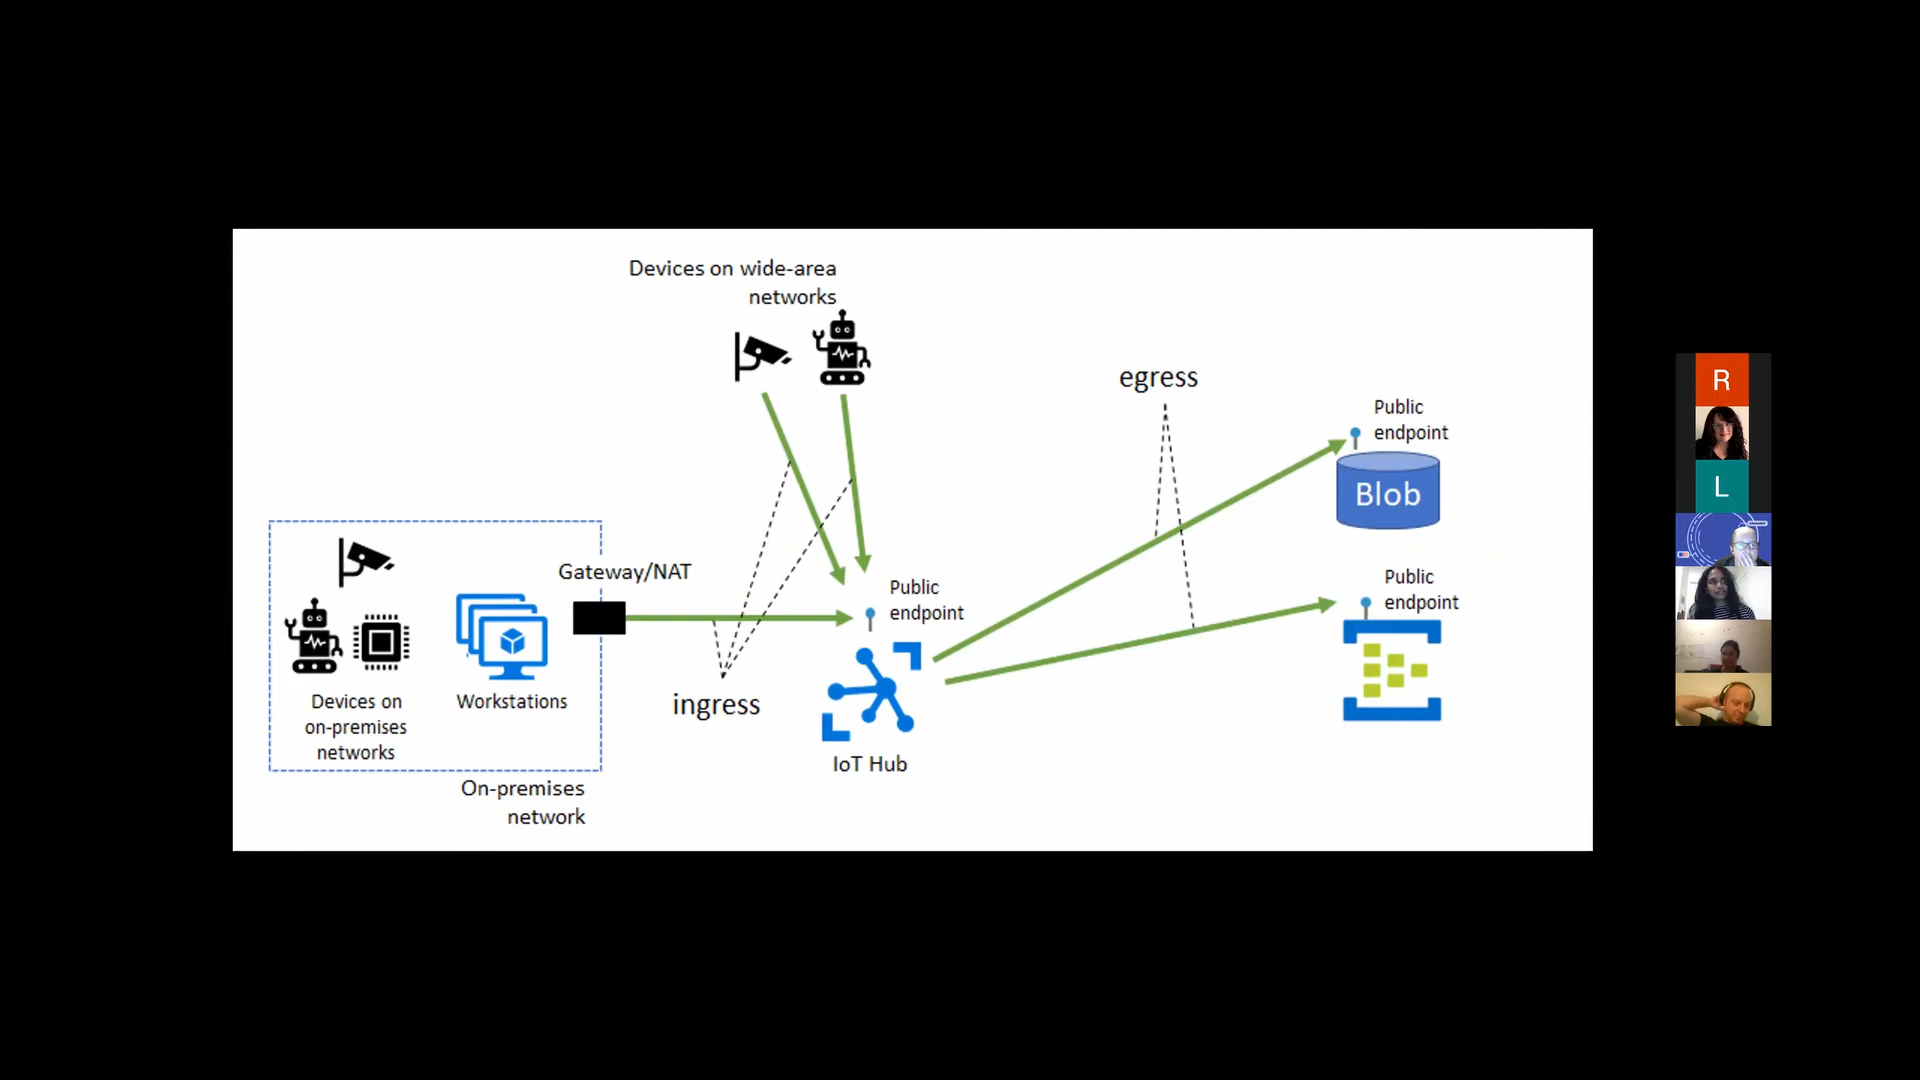 Devices on wide-area
networks
egress
Public
endpoint
Blob
Gateway/NAT
Public
endpoint
Public
endpoint
Devices on
on-premises
networks
Workstations
ingress
IoT Hub
On-premises
network
R
L